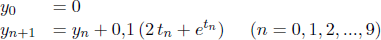 y₀ = 0
yₙ₊₁ = yₙ + 0,1 (2 tₙ + e^{tₙ}) (n = 0, 1, 2, ..., 9)